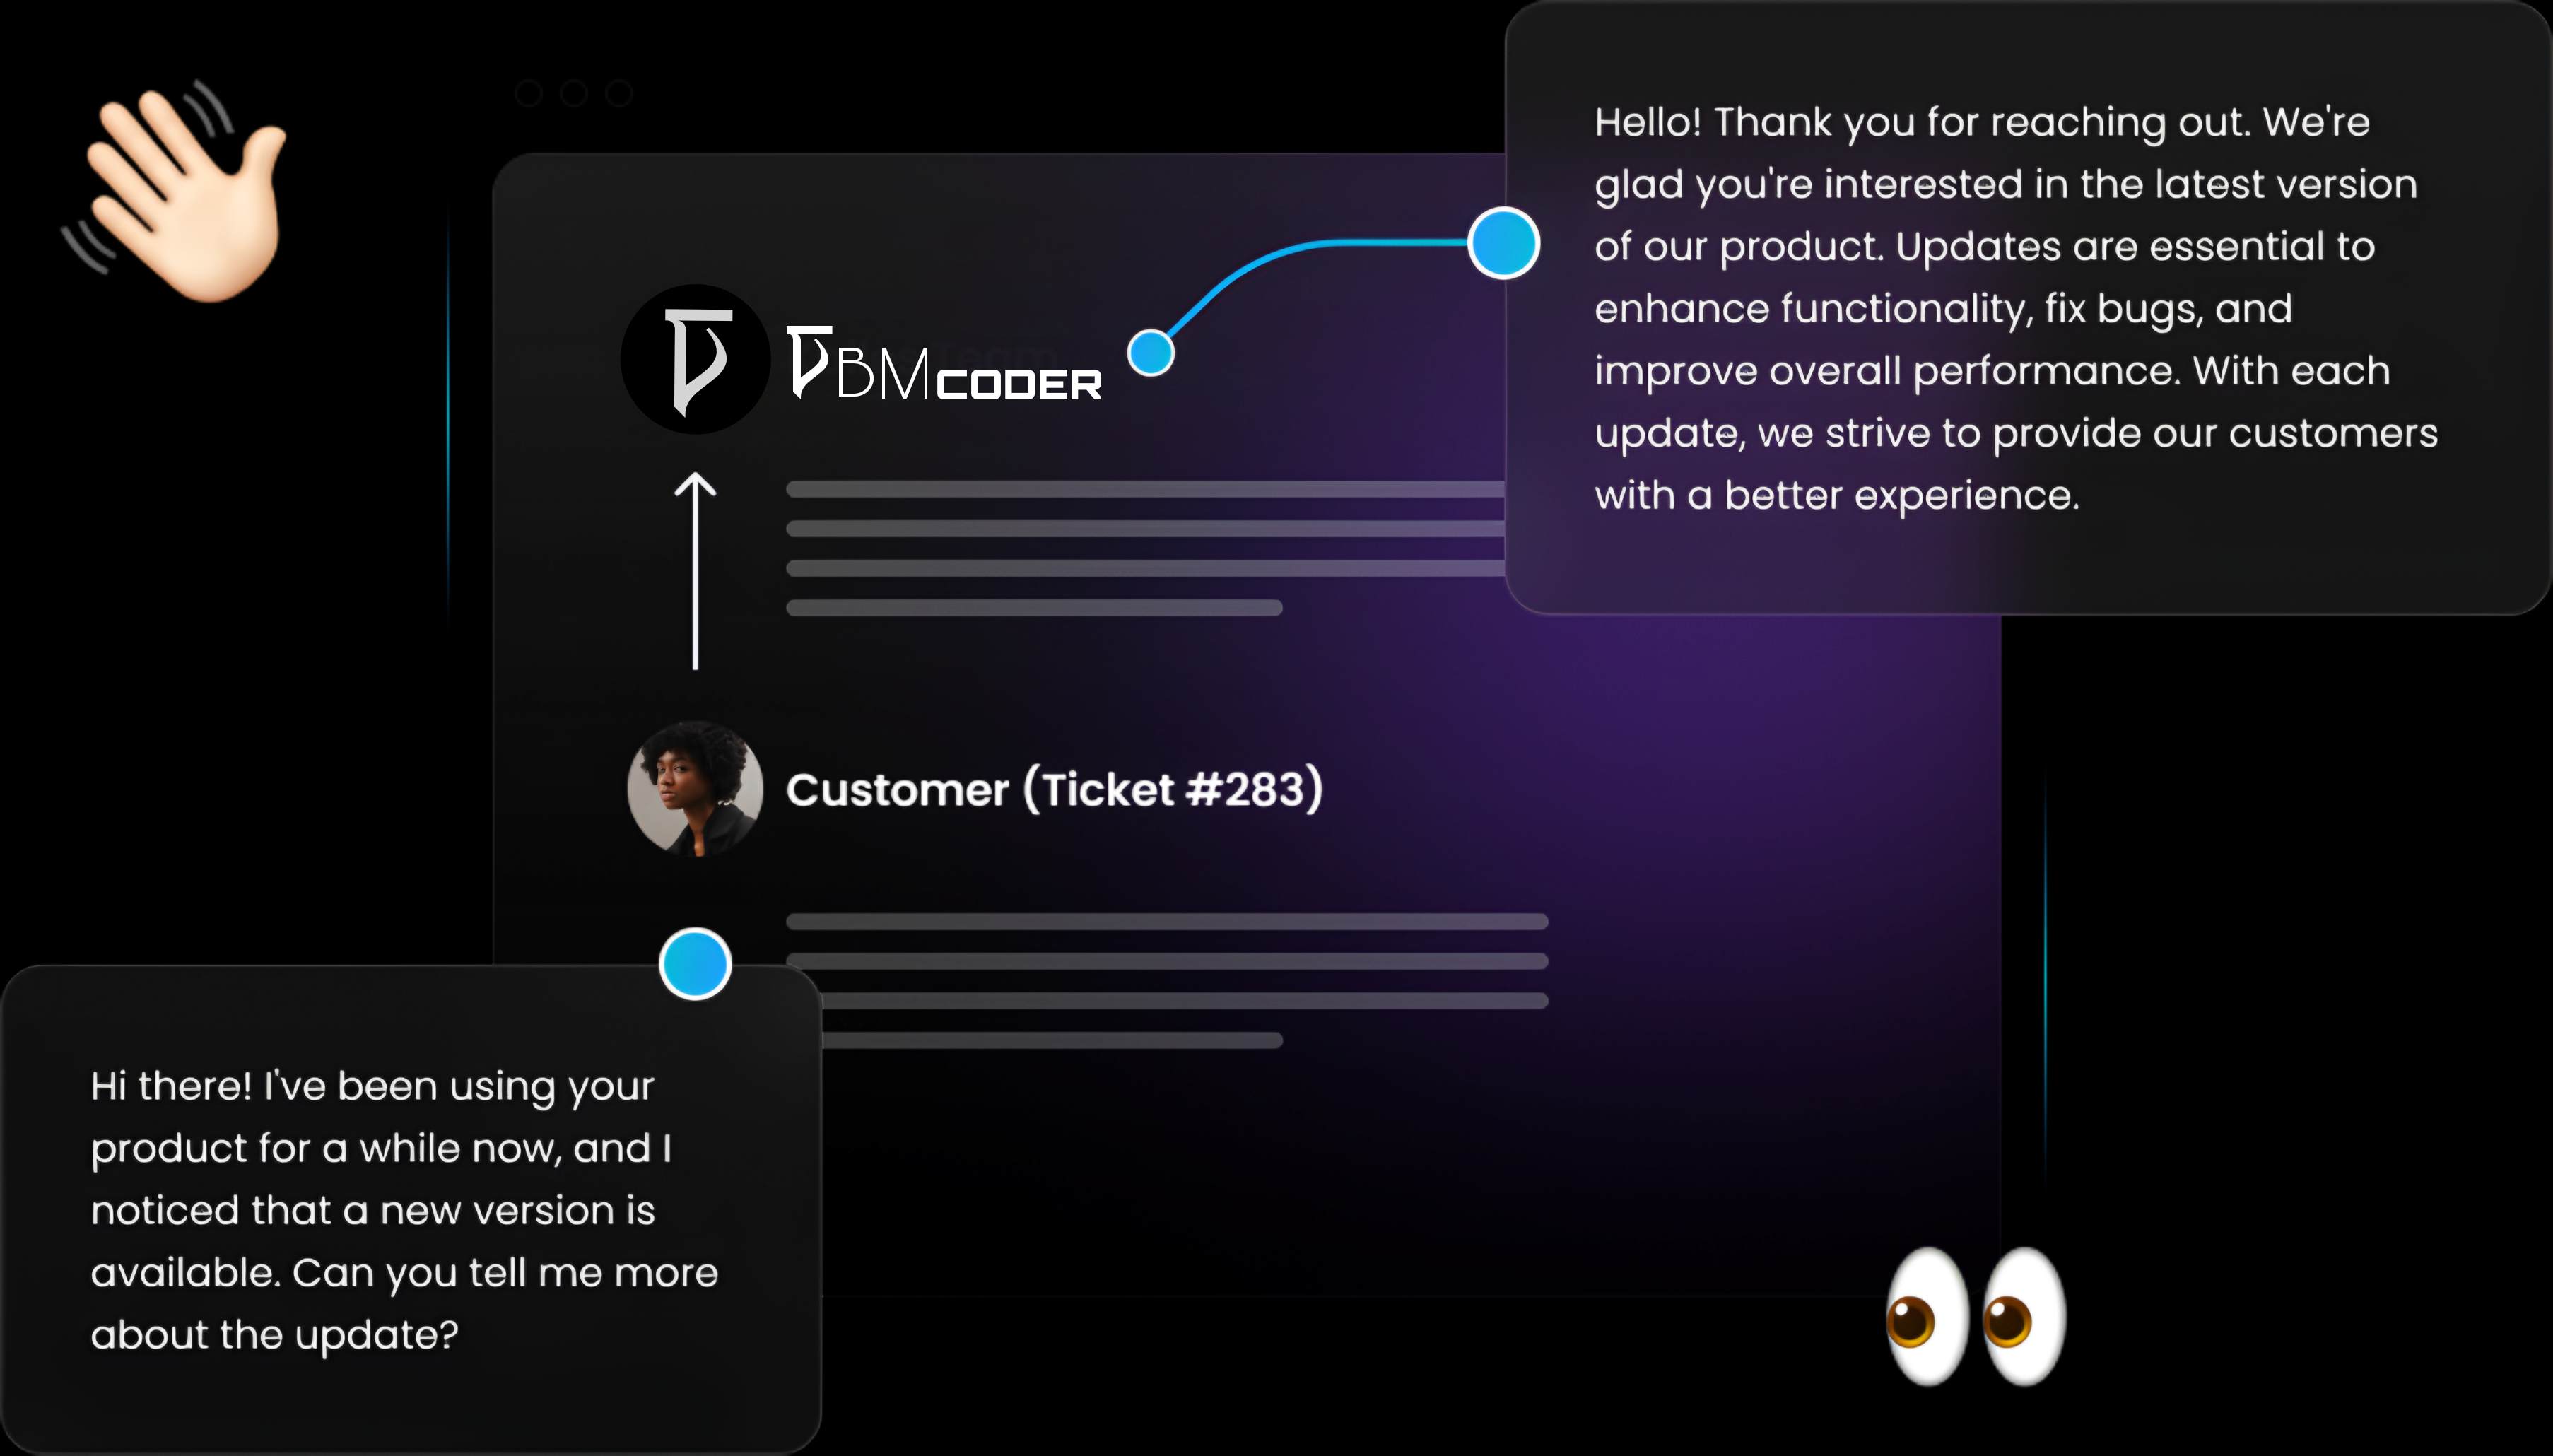 Hello! Thank you for reaching out. We're
glad you're interested in the latest version
of our product. Updates are essential to
enhance functionality, fix bugs, and
improve overall performance. With each
update, we strive to provide our customers
with a better experience.
BMCODER
Customer (Ticket #283)
Hi there! I've been using your
product for a while now, and I
noticed that a new version is
available. Can you tell me more
about the update?